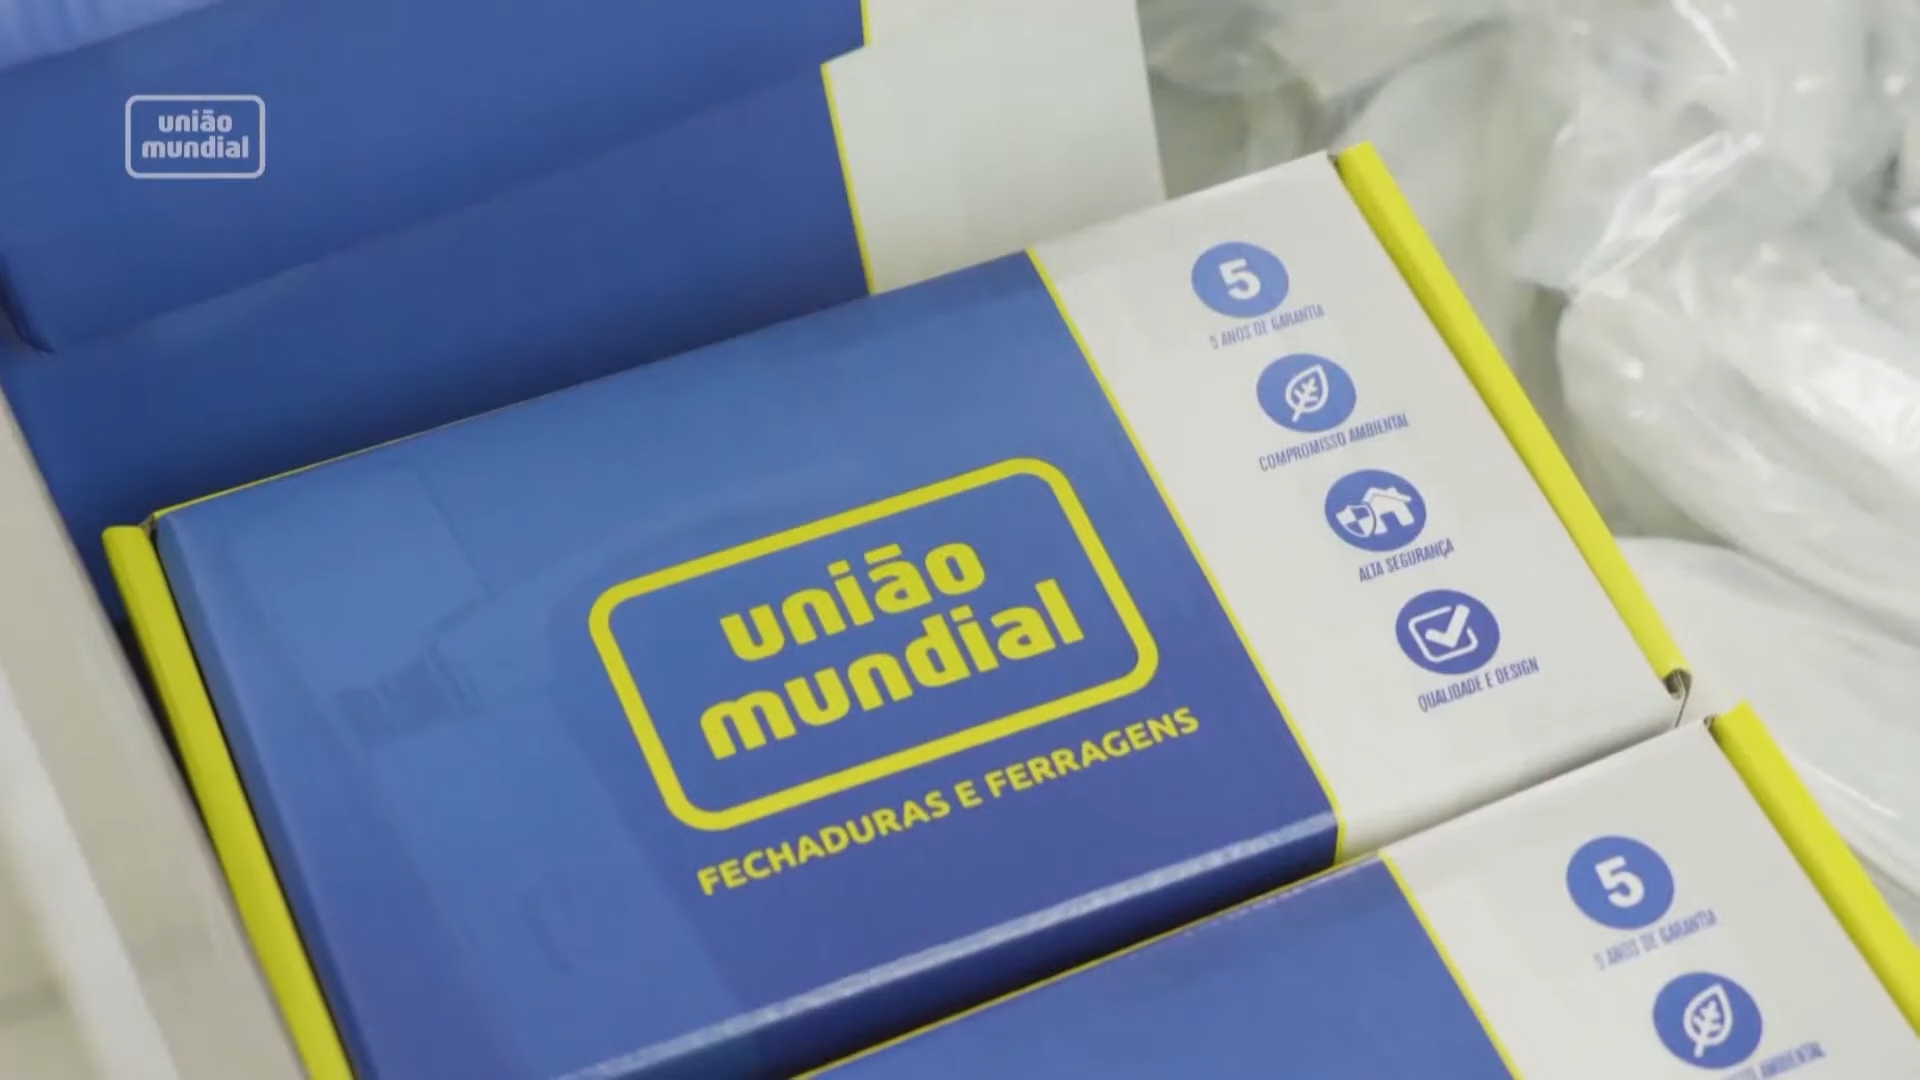 união
mundial
5
5 ANOS DE GARANTIA
COMPROMISSO AMBIENTAL
ALTA SEGURANÇA
QUALIDADE E DESIGN
união
mundial
FECHADURAS E FERRAGENS
5
5 ANOS DE GARANTIA
AMBIENTAL